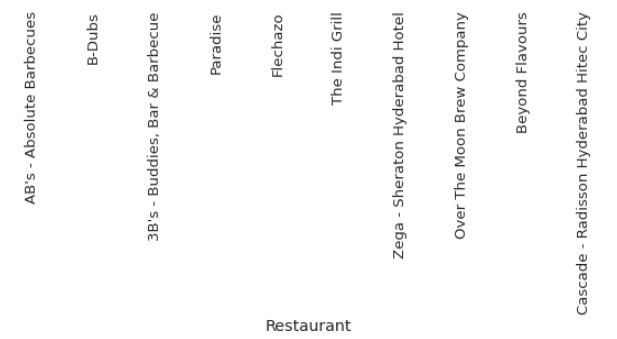 AB's - Absolute Barbecues
B-Dubs
3B's - Buddies, Bar & Barbecue
Paradise
Flechazo
The Indi Grill
Zega - Sheraton Hyderabad Hotel
Over The Moon Brew Company
Beyond Flavours
Cascade - Radisson Hyderabad Hitec City
Restaurant